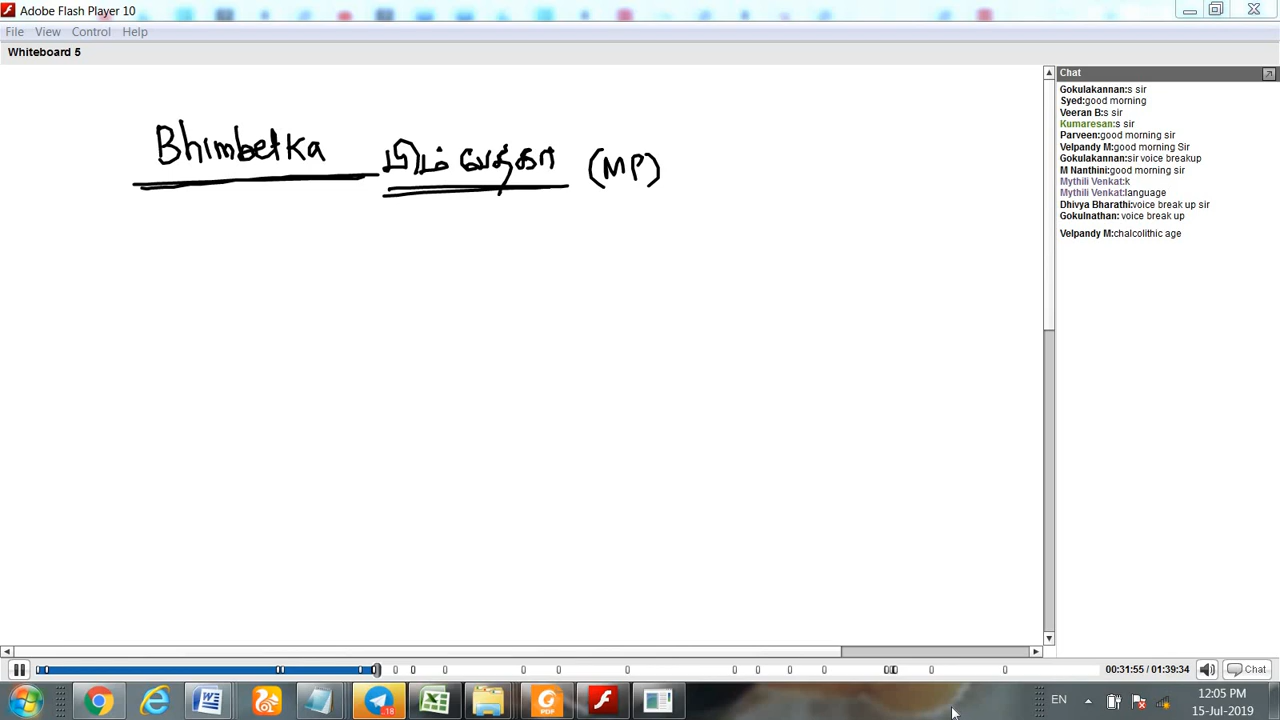 Adobe Flash Player 10
File View Control Help
Whiteboard 5
Bhimbetka பிம்பேத்கா (MP)
Chat
Gokulakannan:s sir
Syed:good morning
Veeran B:s sir
Kumaresan:s sir
Parveen:good morning sir
Velpandy M:good morning Sir
Gokulakannan:sir voice breakup
M Nanthini:good morning sir
Mythili Venkat:k
Mythili Venkat:language
Dhivya Bharathi:voice break up sir
Gokulnathan: voice break up
Velpandy M:chalcolithic age
00:31:55 / 01:39:34 Chat
18 EN 12:05 PM
15-Jul-2019